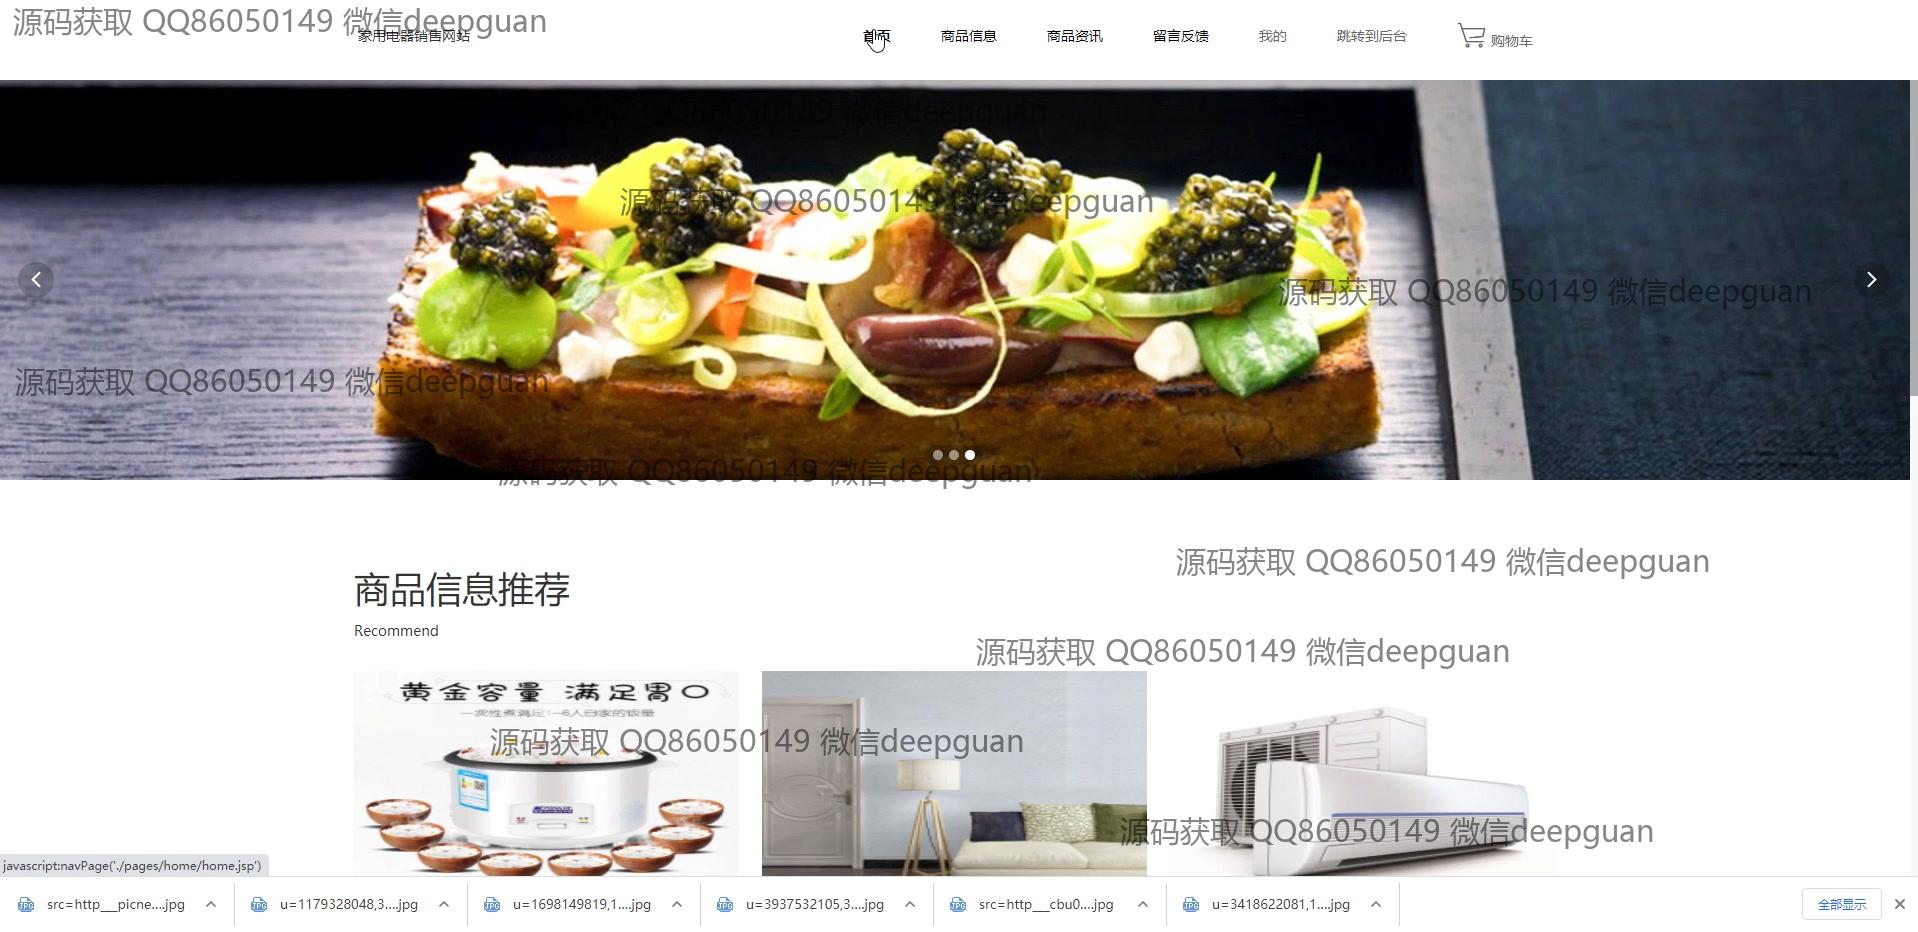 源码获取 QQ86050149 微信deepguan
家用电器销售网站
首页
商品信息
商品资讯
留言反馈
我的
跳转到后台
购物车
源码获取 QQ86050149 微信deepguan
源码获取 QQ86050149 微信deepguan
源码获取 QQ86050149 微信deepguan
源码获取 QQ86050149 微信deepguan
源码获取 QQ86050149 微信deepguan
源码获取 QQ86050149 微信deepguan
商品信息推荐
Recommend
源码获取 QQ86050149 微信deepguan
黄金容量 满足胃口
一次性煮满足1-6人自家的饭量
源码获取 QQ86050149 微信deepguan
源码获取 QQ86050149 微信deepguan
javascript:navPage('./pages/home/home.jsp')
src=http___picne....jpg
u=1179328048,3....jpg
u=1698149819,1....jpg
u=3937532105,3....jpg
src=http___cbu0....jpg
u=3418622081,1....jpg
全部显示